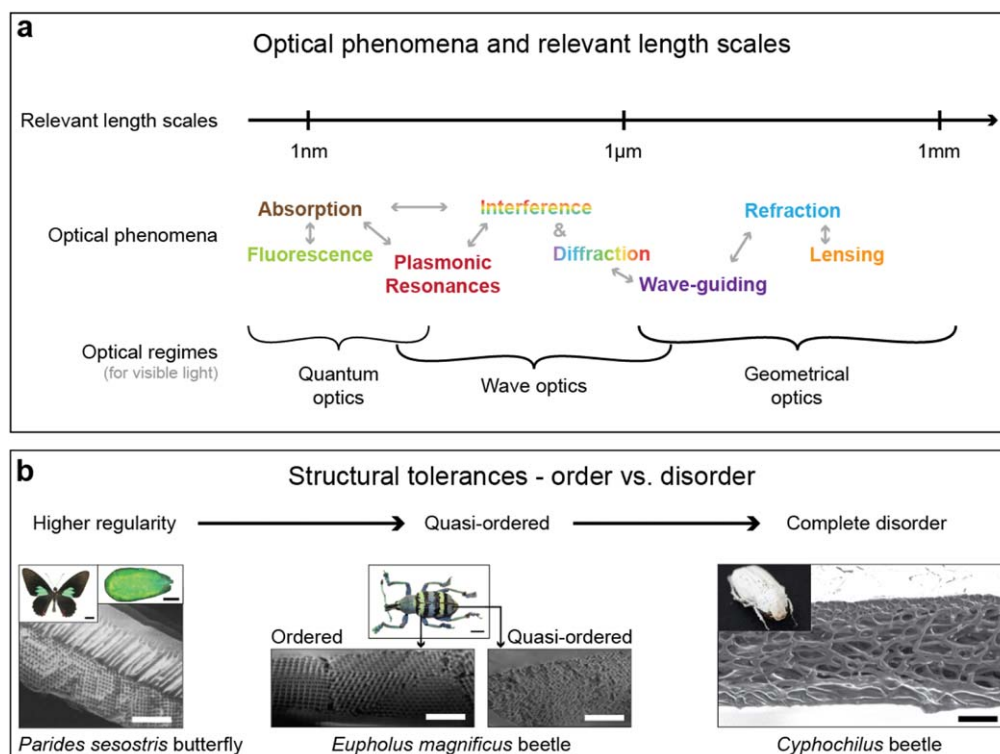 a
Optical phenomena and relevant length scales
Relevant length scales
1nm 1µm 1mm
Optical phenomena
Absorption Interference Refraction
&
Fluorescence Diffraction Lensing
Plasmonic
Resonances
Wave-guiding
Optical regimes
(for visible light)
Quantum
optics
Wave optics
Geometrical
optics
b
Structural tolerances - order vs. disorder
Higher regularity Quasi-ordered Complete disorder
Ordered Quasi-ordered
Parides sesostris butterfly Eupholus magnificus beetle Cyphochilus beetle